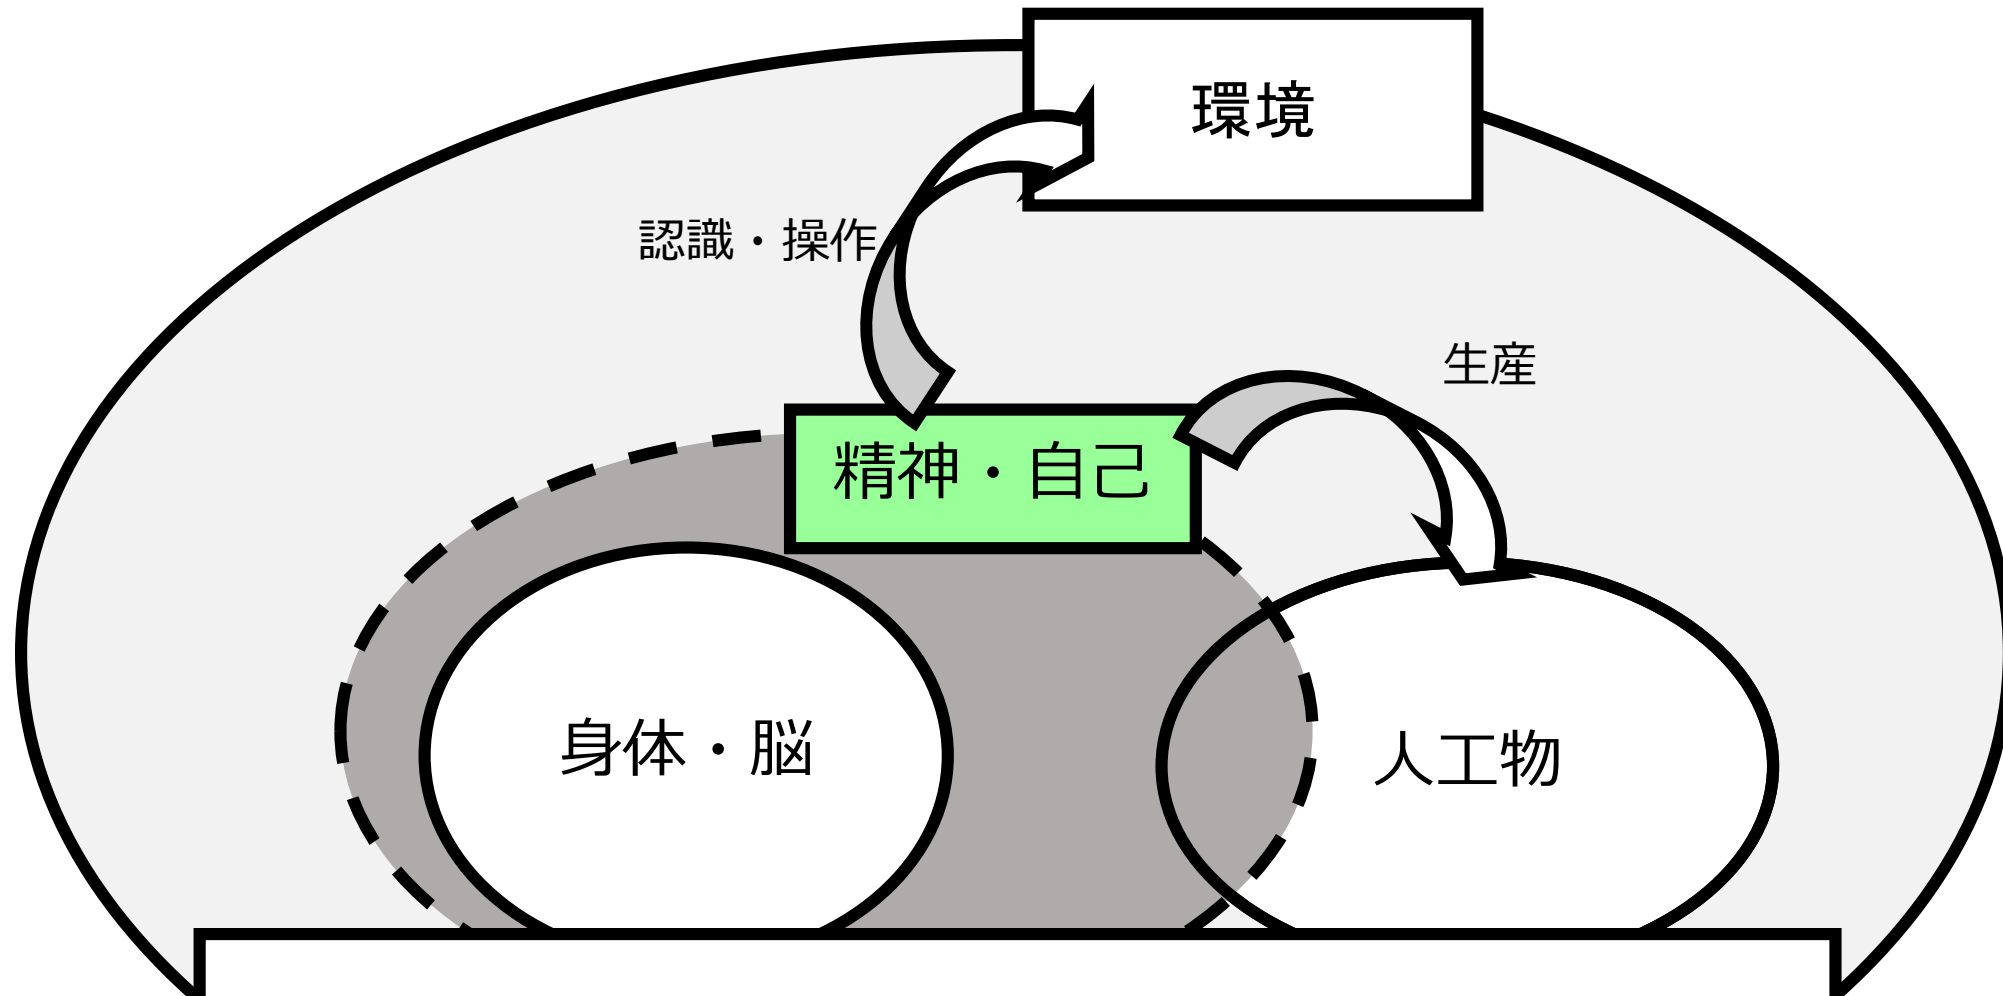 環境
認識・操作
生産
精神・自己
身体・脳
人工物